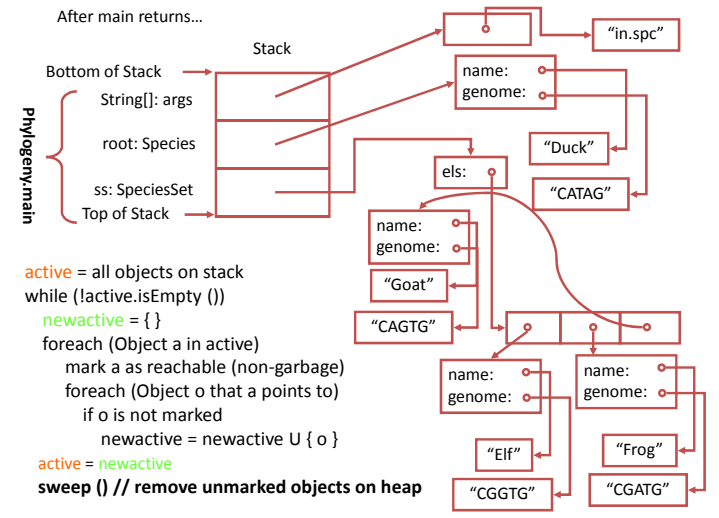 After main returns…
Stack
Bottom of Stack
String[]: args
root: Species
ss: SpeciesSet
Top of Stack
Phylogeny.main
“in.spc”
name:
genome:
“Duck”
“CATAG”
els:
name:
genome:
“Goat”
“CAGTG”
name:
genome:
“Elf”
“CGGTG”
name:
genome:
“Frog”
“CGATG”
active = all objects on stack
while (!active.isEmpty ())
newactive = { }
foreach (Object a in active)
mark a as reachable (non-garbage)
foreach (Object o that a points to)
if o is not marked
newactive = newactive U { o }
active = newactive
sweep () // remove unmarked objects on heap